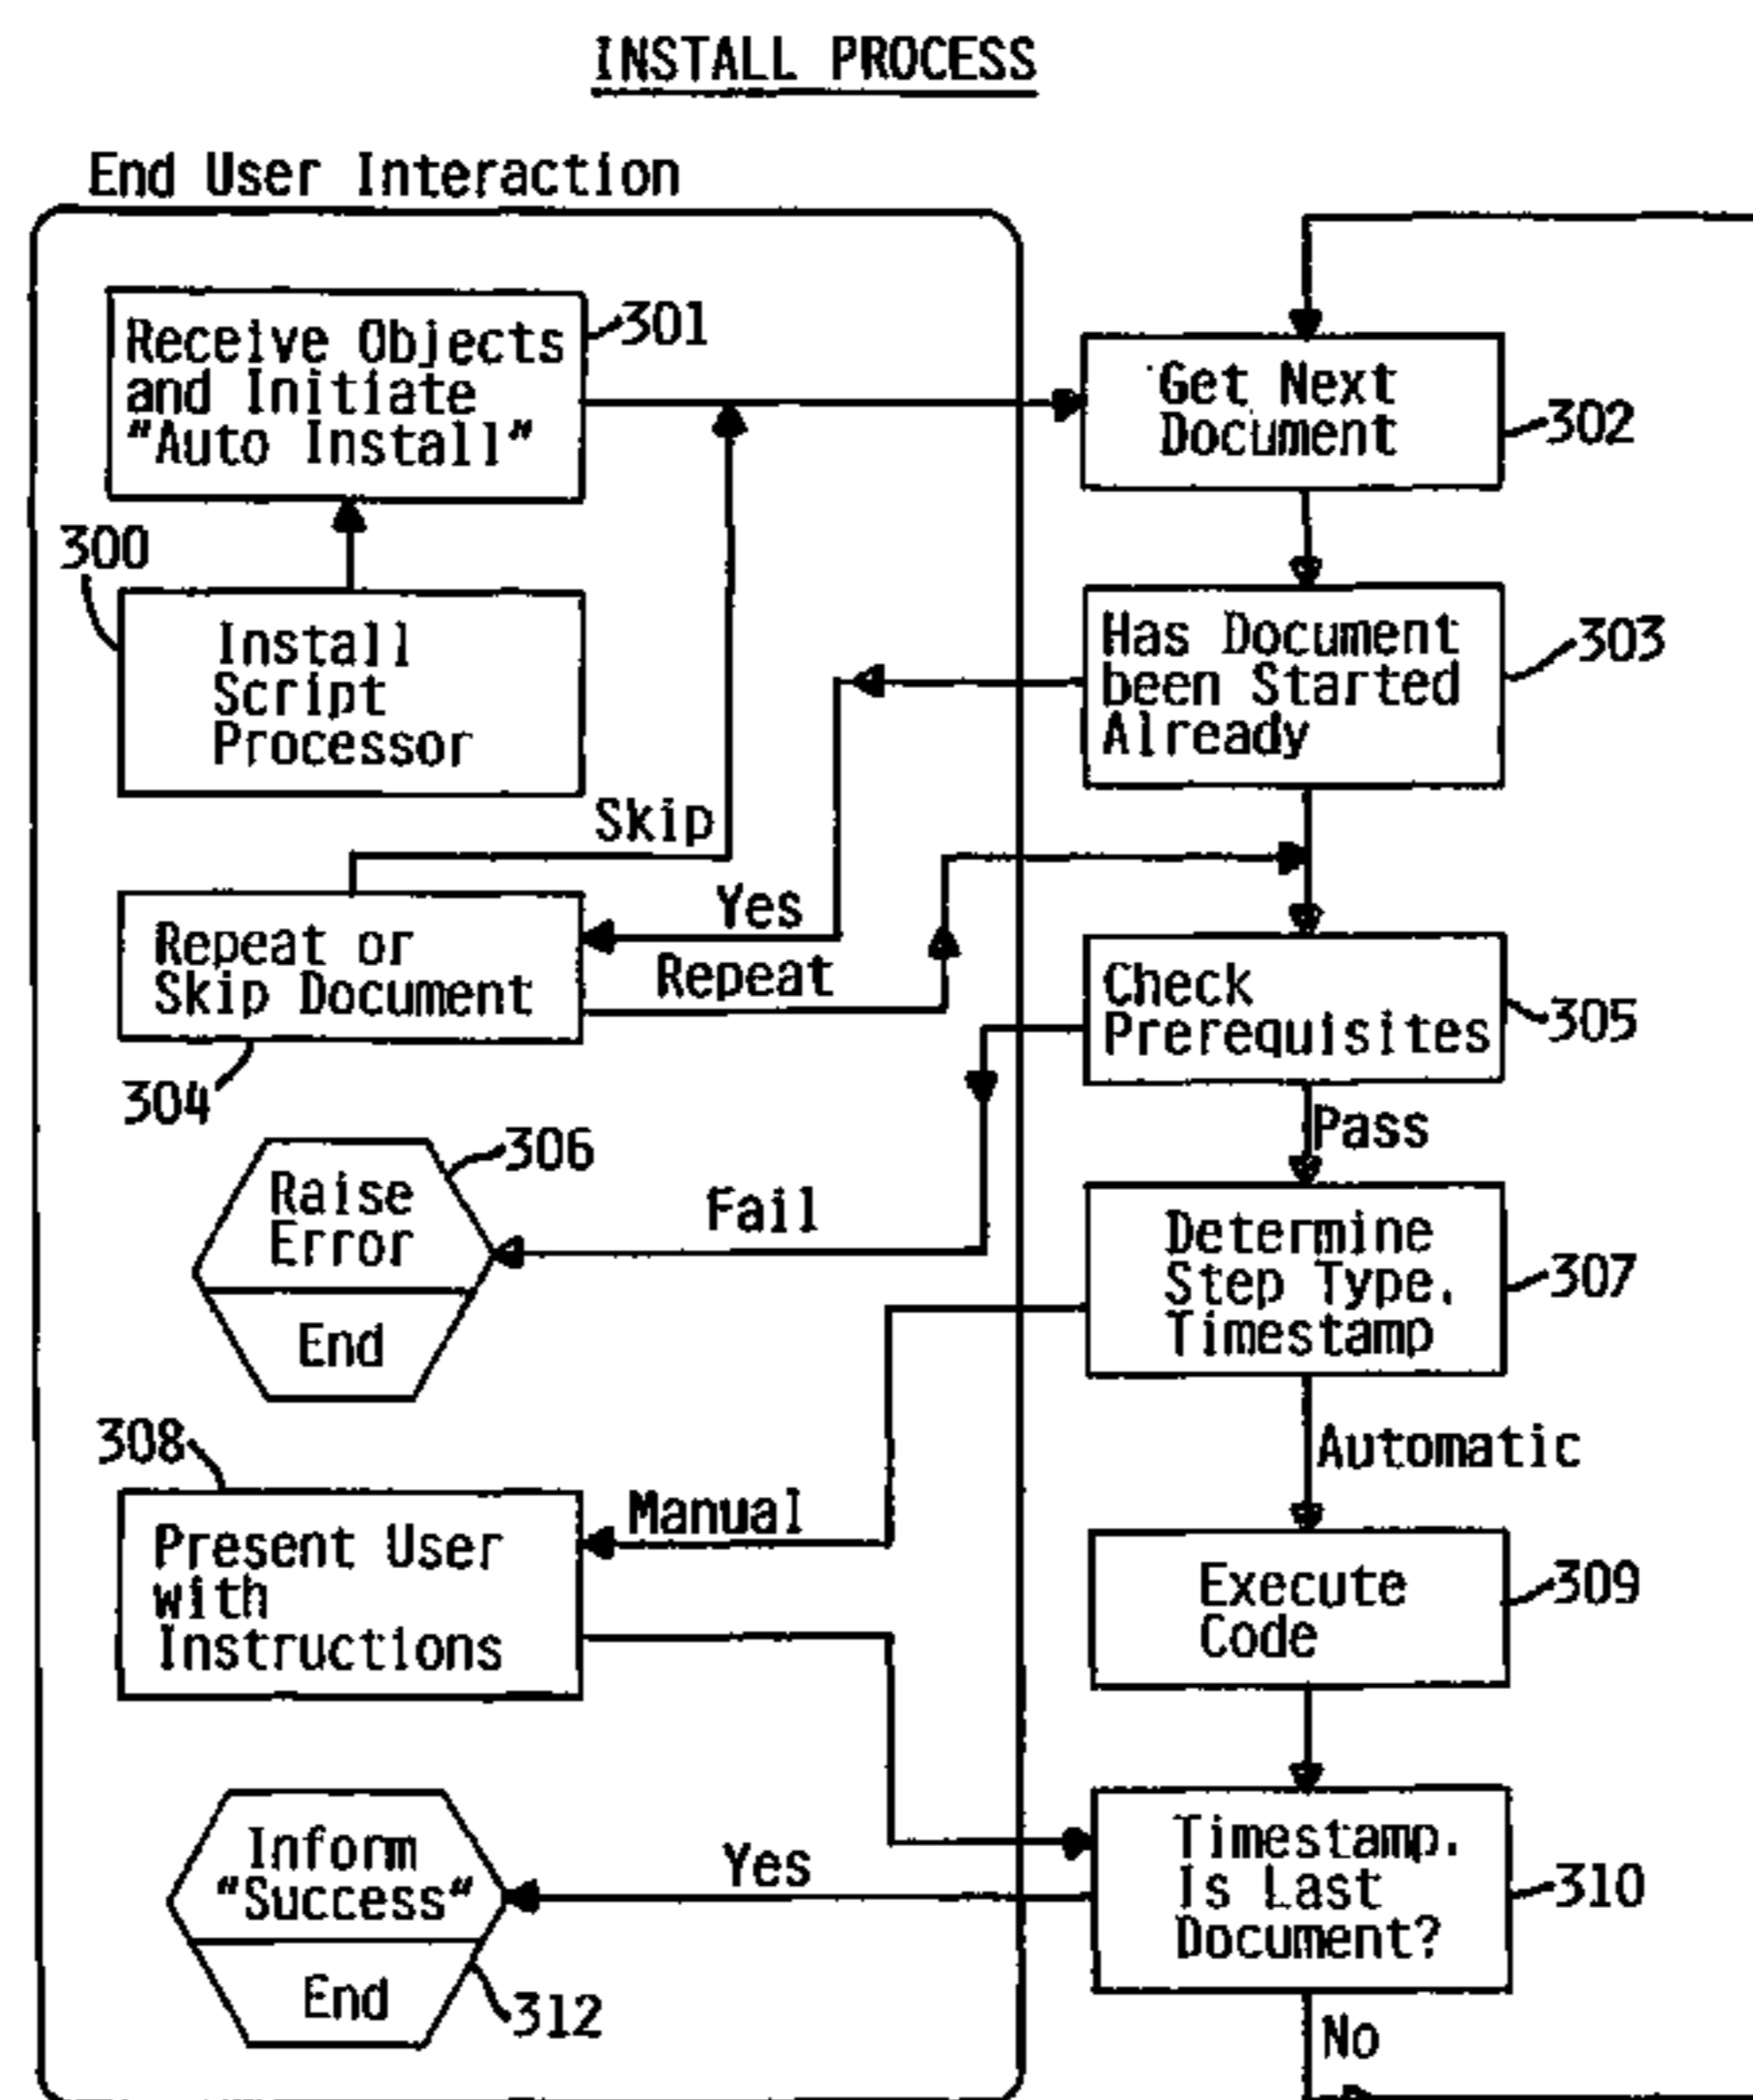 INSTALL PROCESS
End User Interaction
Receive Objects
and Initiate
"Auto Install"
301
Get Next
Document
302
300
Install
Script
Processor
Has Document
been Started
Already
303
Skip
Yes
Repeat or
Skip Document
Repeat
304
Check
Prerequisites
305
Pass
306
Raise
Error
End
Fail
Determine
Step Type.
Timestamp
307
Automatic
308
Manual
Present User
with
Instructions
Execute
Code
309
Inform
"Success"
End
312
Yes
Timestamp.
Is Last
Document?
310
No